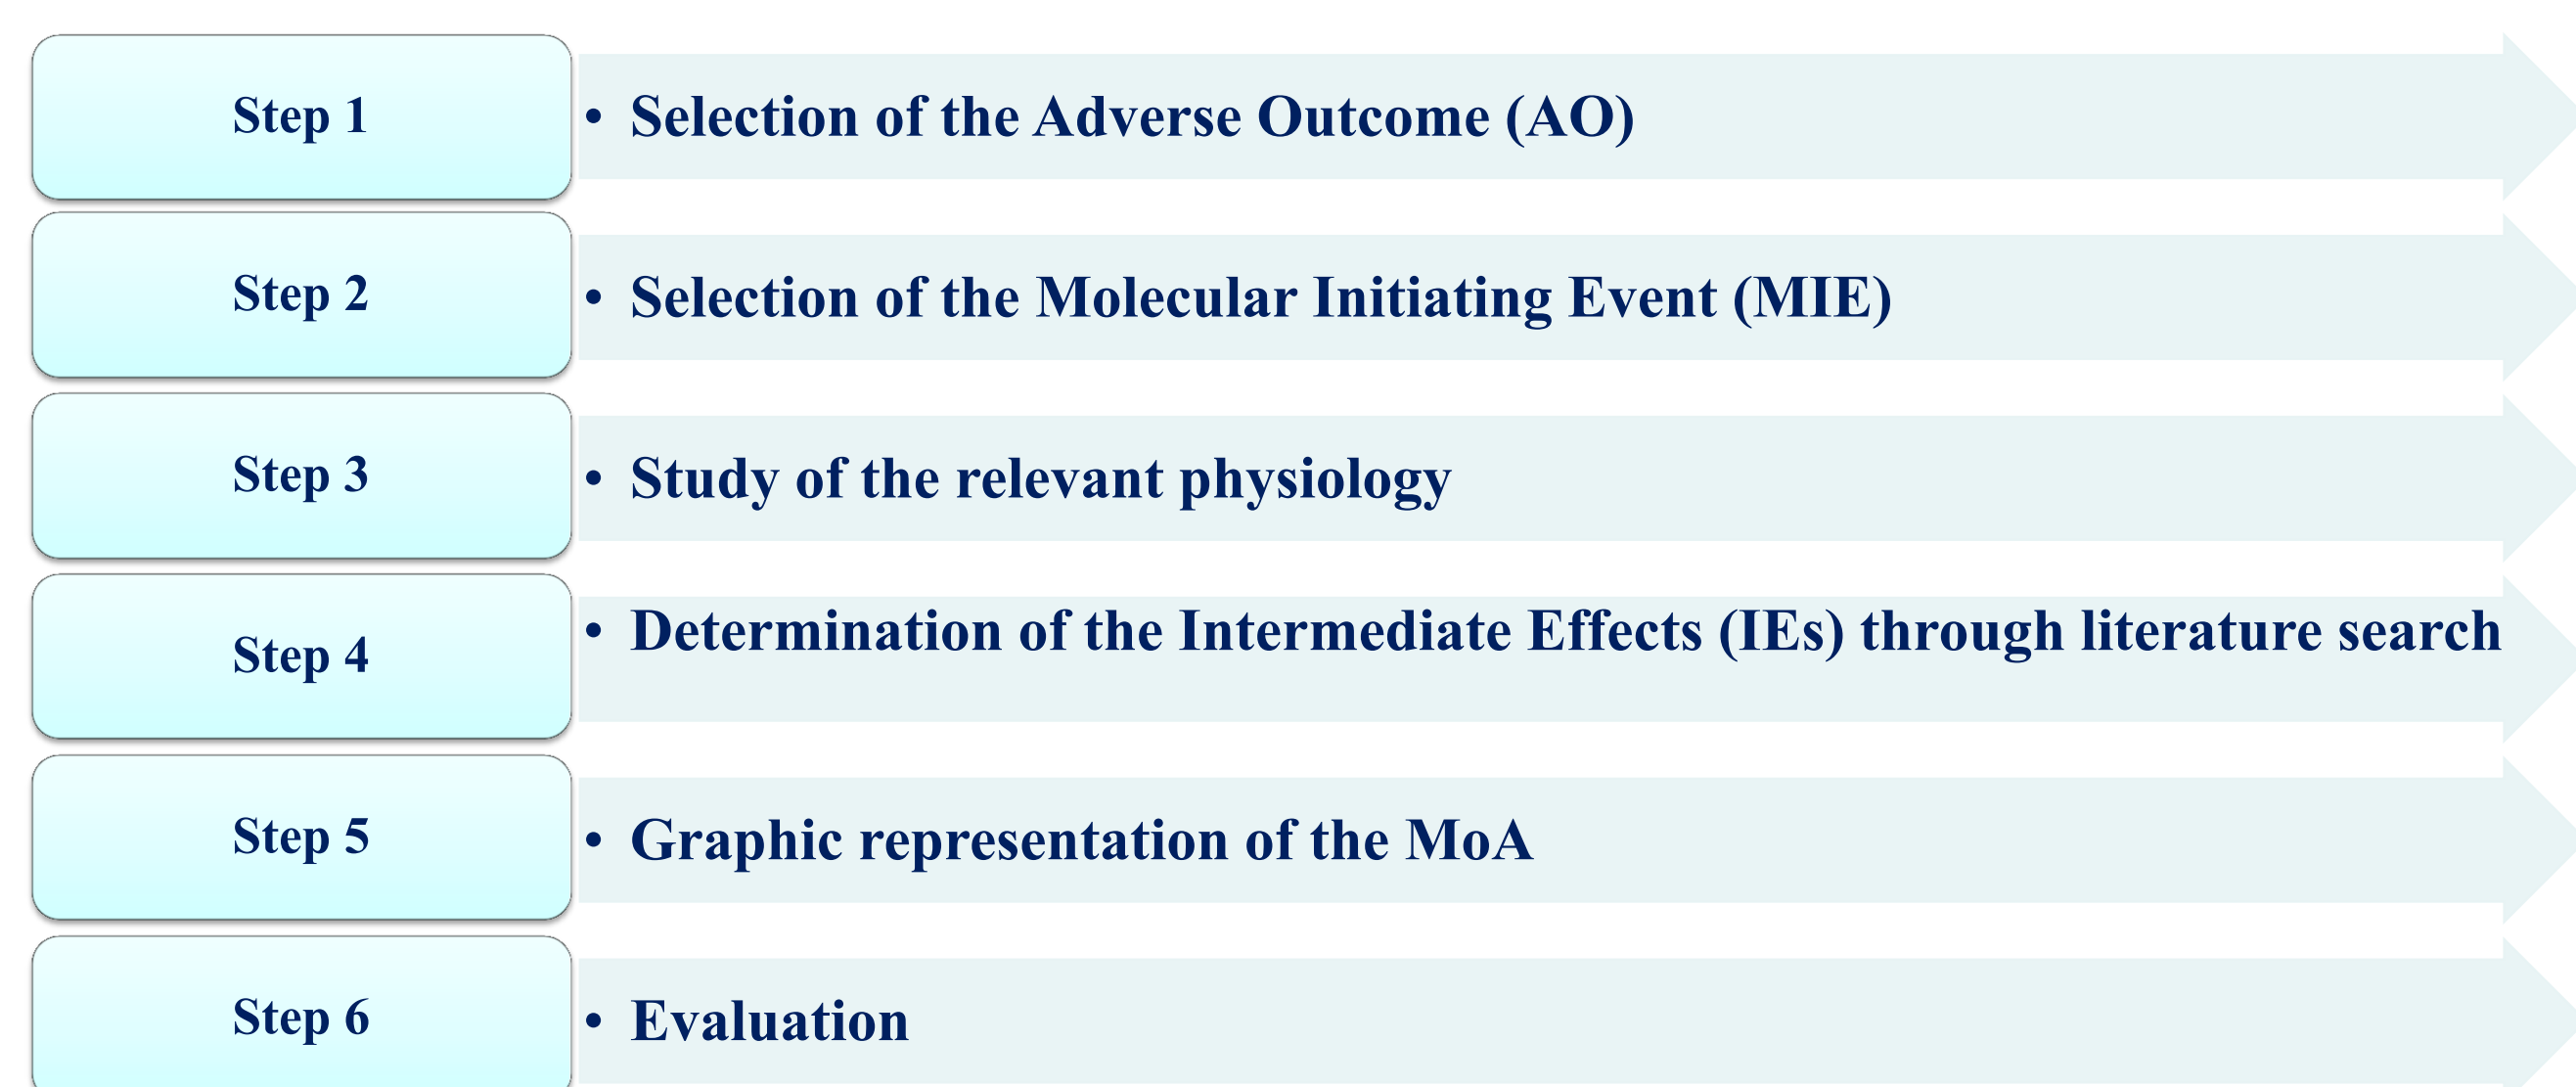 Step 1
• Selection of the Adverse Outcome (AO)
Step 2
• Selection of the Molecular Initiating Event (MIE)
Step 3
• Study of the relevant physiology
Step 4
• Determination of the Intermediate Effects (IEs) through literature search
Step 5
• Graphic representation of the MoA
Step 6
• Evaluation